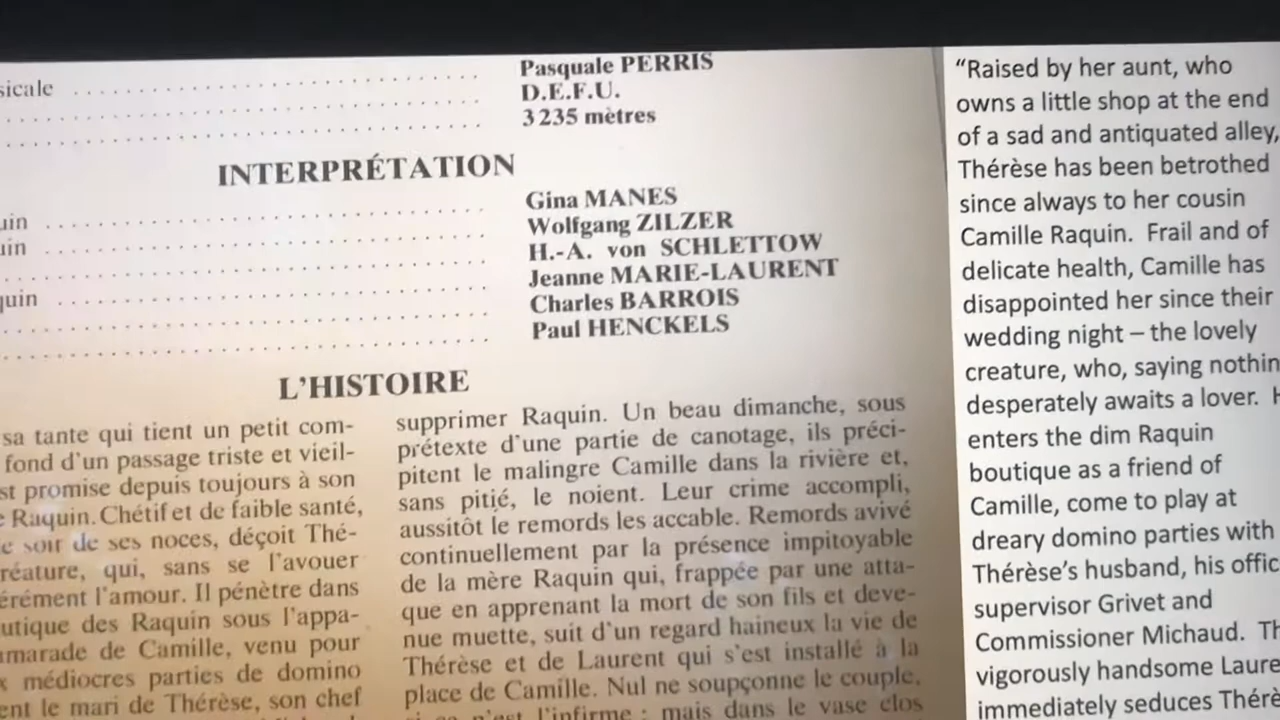 sicale .......... Pasquale PERRIS
.......... D.E.F.U.
.......... 3 235 mètres
INTERPRÉTATION
uin .......... Gina MANES
uin .......... Wolfgang ZILZER
.......... H.-A. von SCHLETTOW
quin .......... Jeanne MARIE-LAURENT
.......... Charles BARROIS
.......... Paul HENCKELS
L'HISTOIRE
sa tante qui tient un petit com-
fond d'un passage triste et vieil-
st promise depuis toujours à son
e Raquin. Chétif et de faible santé,
e soir de ses noces, déçoit Thé-
réature, qui, sans se l'avouer
érément l'amour. Il pénètre dans
utique des Raquin sous l'appa-
amarade de Camille, venu pour
x médiocres parties de domino
ent le mari de Thérèse, son chef
supprimer Raquin. Un beau dimanche, sous
prétexte d'une partie de canotage, ils préci-
pitent le malingre Camille dans la rivière et,
sans pitié, le noient. Leur crime accompli,
aussitôt le remords les accable. Remords avivé
continuellement par la présence impitoyable
de la mère Raquin qui, frappée par une atta-
que en apprenant la mort de son fils et deve-
nue muette, suit d'un regard haineux la vie de
Thérèse et de Laurent qui s'est installé à la
place de Camille. Nul ne soupçonne le couple,
si ce n'est l'infirme ; mais dans le vase clos
“Raised by her aunt, who
owns a little shop at the end
of a sad and antiquated alley,
Thérèse has been betrothed
since always to her cousin
Camille Raquin. Frail and of
delicate health, Camille has
disappointed her since their
wedding night – the lovely
creature, who, saying nothin
desperately awaits a lover. H
enters the dim Raquin
boutique as a friend of
Camille, come to play at
dreary domino parties with
Thérèse’s husband, his offic
supervisor Grivet and
Commissioner Michaud. Th
vigorously handsome Laure
immediately seduces Thérè